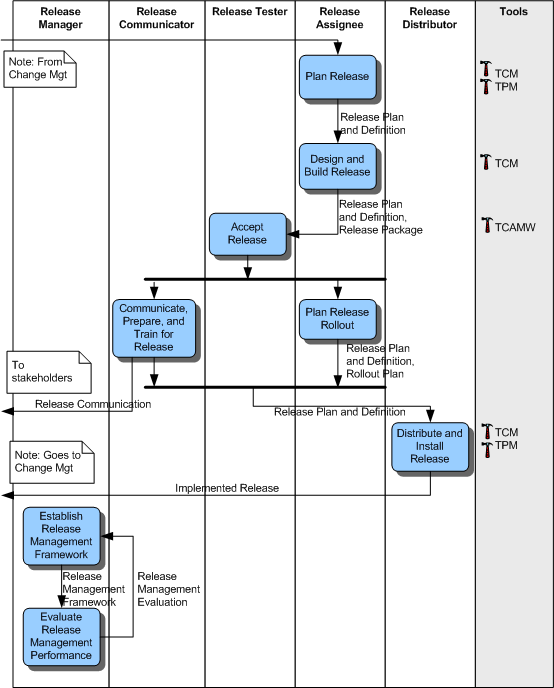 Release
Manager
Release
Communicator
Release Tester
Release
Assignee
Release
Distributor
Tools
Note: From
Change Mgt
Plan Release
TCM
TPM
Release Plan
and Definition
Design and
Build Release
TCM
Release Plan
and Definition,
Release Package
Accept
Release
TCAMW
Communicate,
Prepare, and
Train for
Release
Plan Release
Rollout
Release Plan
and Definition,
Rollout Plan
To
stakeholders
Release Communication
Release Plan and Definition
Distribute and
Install
Release
TCM
TPM
Note: Goes to
Change Mgt
Implemented Release
Establish
Release
Management
Framework
Release
Management
Framework
Release
Management
Evaluation
Evaluate
Release
Management
Performance